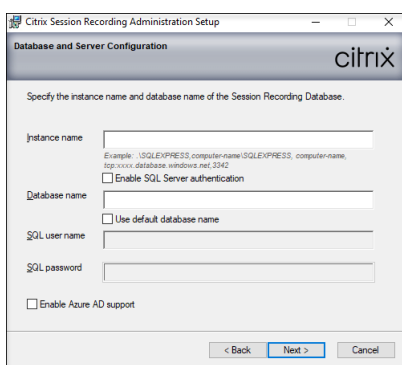 Citrix Session Recording Administration Setup
Database and Server Configuration
citrix
Specify the instance name and database name of the Session Recording Database.
Instance name
Example: .\SQLEXPRESS,computer-name\SQLEXPRESS, computer-name,
tcp:xxxx.database.windows.net,3342
Enable SQL Server authentication
Database name
Use default database name
SQL user name
SQL password
Enable Azure AD support
< Back
Next >
Cancel